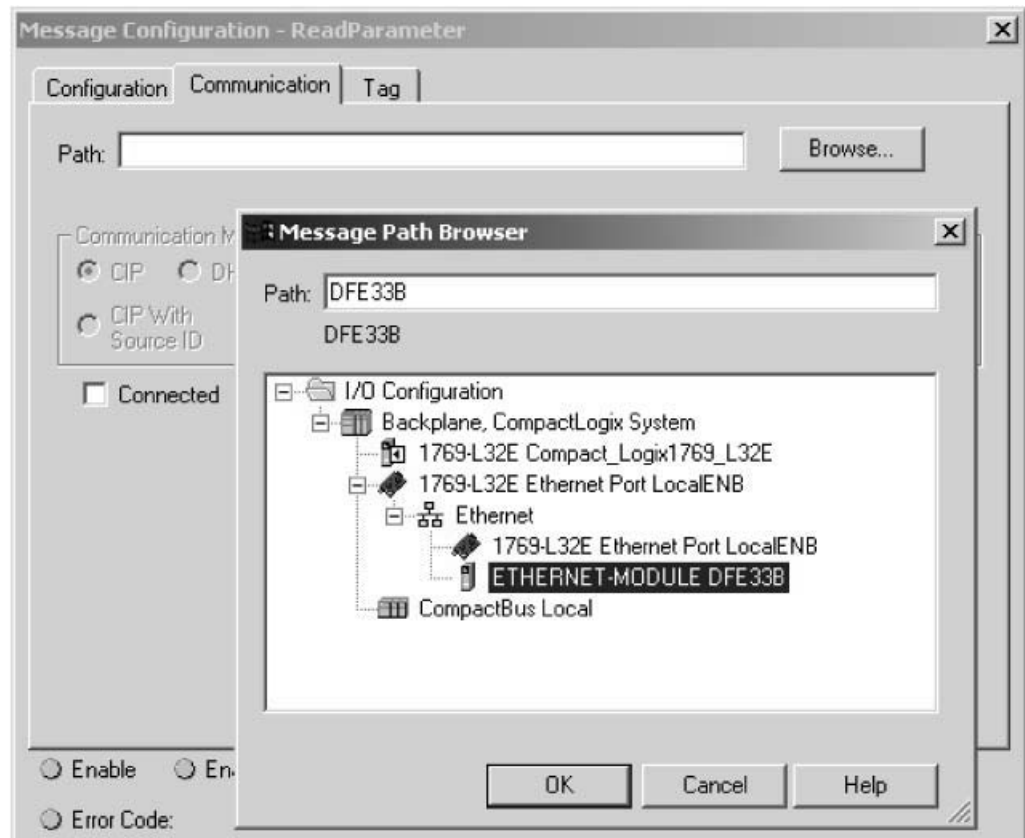 Message Configuration - ReadParameter
Configuration Communication Tag
Path: Browse...
Communication M
CIP DH
CIP With
Source ID
Connected
Message Path Browser
Path: DFE33B
DFE33B
I/O Configuration
Backplane, CompactLogix System
1769-L32E Compact_Logix1769_L32E
1769-L32E Ethernet Port LocalENB
Ethernet
1769-L32E Ethernet Port LocalENB
ETHERNET-MODULE DFE33B
CompactBus Local
OK Cancel Help
Enable En
Error Code: